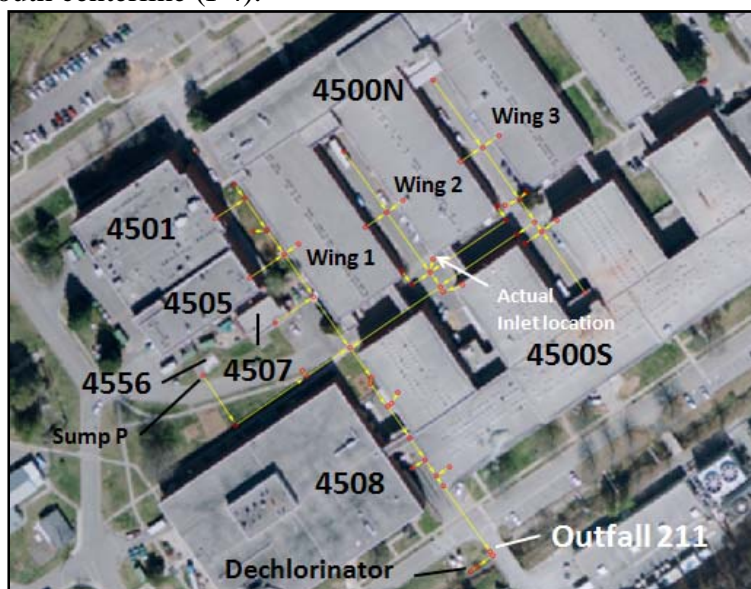 4500N
Wing 3
Wing 2
4501
Wing 1
4505
Actual
Inlet location
4507
4500S
4556
Sump P
4508
Outfall 211
Dechlorinator